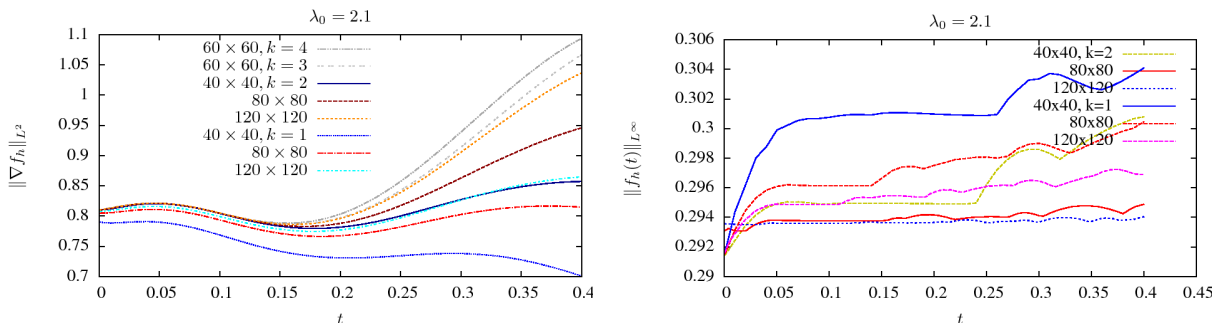 λ₀ = 2.1
‖∇f_h‖_{L²}
1.1
1.05
1
0.95
0.9
0.85
0.8
0.75
0.7
60 × 60, k = 4
60 × 60, k = 3
40 × 40, k = 2
80 × 80
120 × 120
40 × 40, k = 1
80 × 80
120 × 120
0 0.05 0.1 0.15 0.2 0.25 0.3 0.35 0.4
t
λ₀ = 2.1
‖f_h(t)‖_{L^∞}
0.306
0.304
0.302
0.3
0.298
0.296
0.294
0.292
0.29
40x40, k=2
80x80
120x120
40x40, k=1
80x80
120x120
0 0.05 0.1 0.15 0.2 0.25 0.3 0.35 0.4 0.45
t